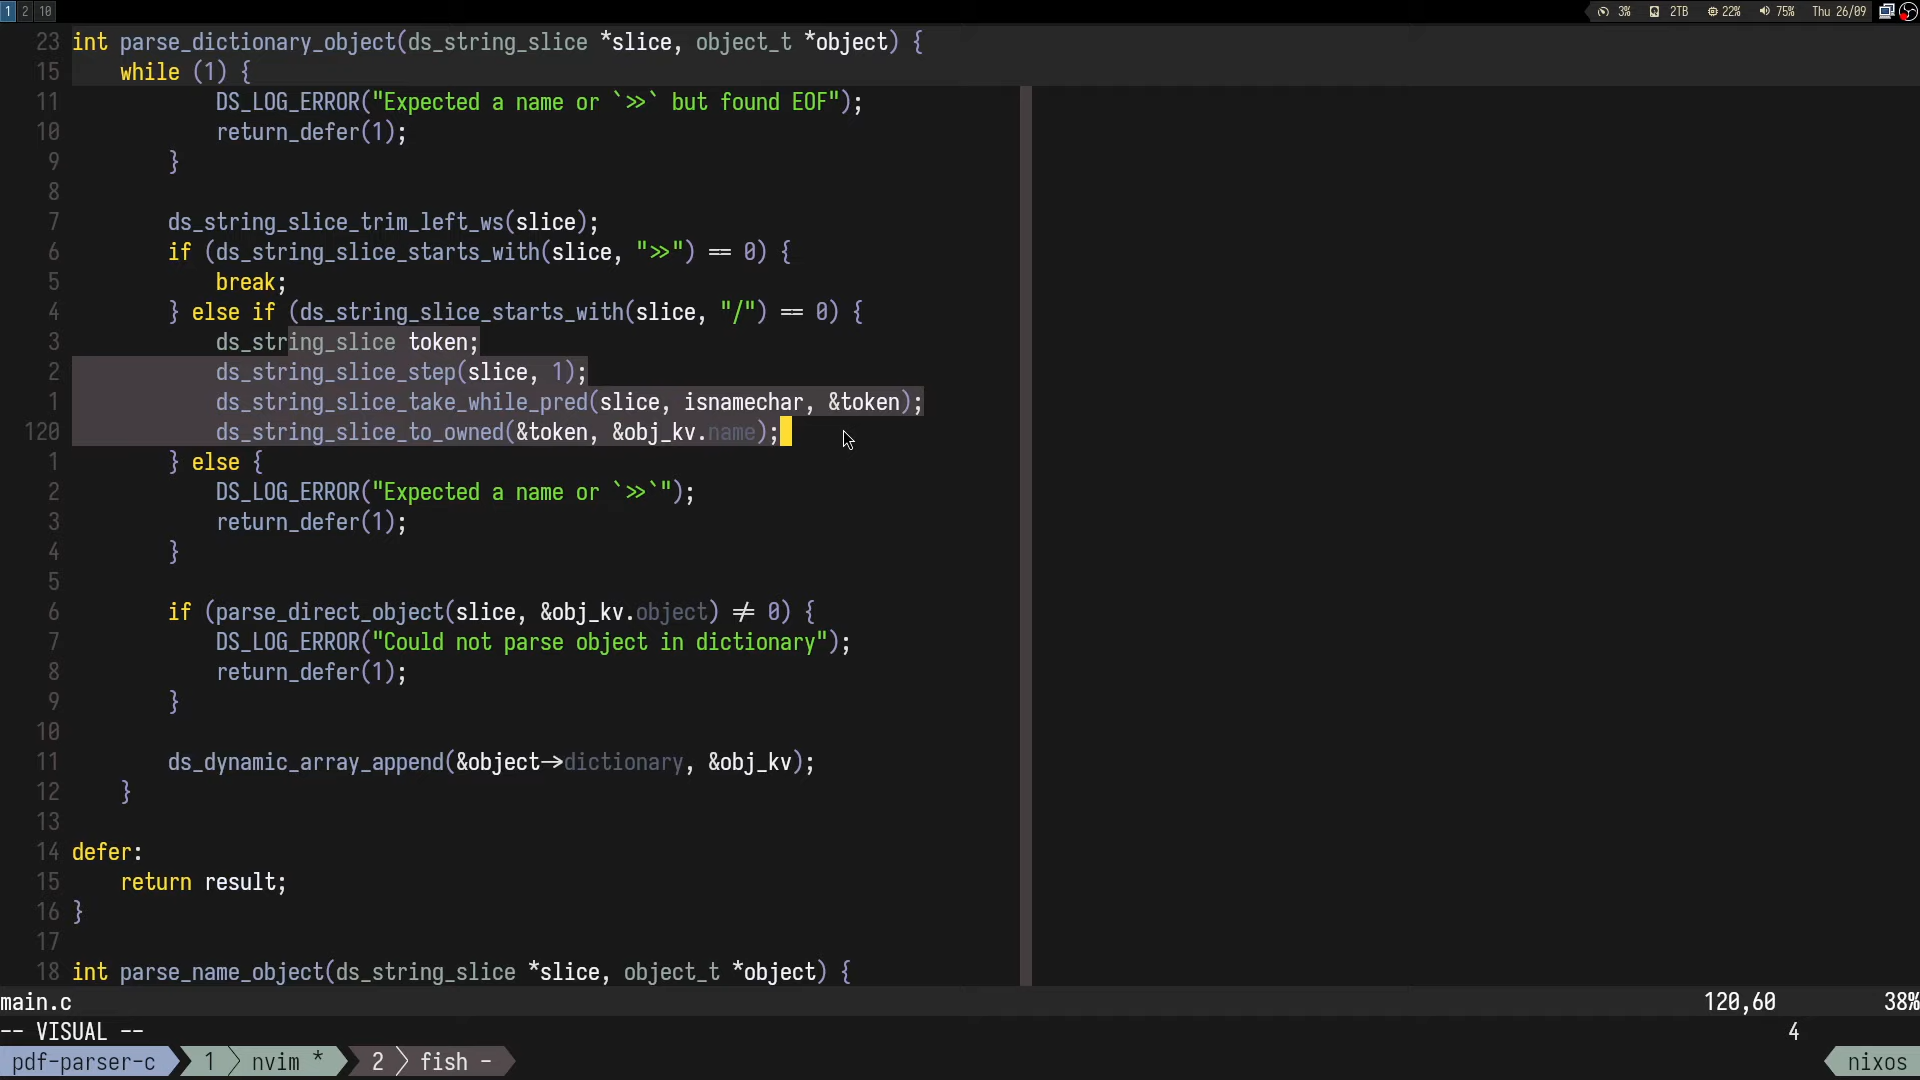 1 2 10 3% 2TB 22% 75% Thu 26/09
23 int parse_dictionary_object(ds_string_slice *slice, object_t *object) {
15     while (1) {
11             DS_LOG_ERROR("Expected a name or `>>` but found EOF");
10             return_defer(1);
9         }
8
7         ds_string_slice_trim_left_ws(slice);
6         if (ds_string_slice_starts_with(slice, ">>") == 0) {
5             break;
4         } else if (ds_string_slice_starts_with(slice, "/") == 0) {
3             ds_string_slice token;
2             ds_string_slice_step(slice, 1);
1             ds_string_slice_take_while_pred(slice, isnamechar, &token);
120             ds_string_slice_to_owned(&token, &obj_kv.name);
1         } else {
2             DS_LOG_ERROR("Expected a name or `>>`");
3             return_defer(1);
4         }
5
6         if (parse_direct_object(slice, &obj_kv.object) != 0) {
7             DS_LOG_ERROR("Could not parse object in dictionary");
8             return_defer(1);
9         }
10
11         ds_dynamic_array_append(&object->dictionary, &obj_kv);
12     }
13
14 defer:
15     return result;
16 }
17
18 int parse_name_object(ds_string_slice *slice, object_t *object) {
main.c 120,60 38%
-- VISUAL -- 4
pdf-parser-c 1 nvim * 2 fish - nixos